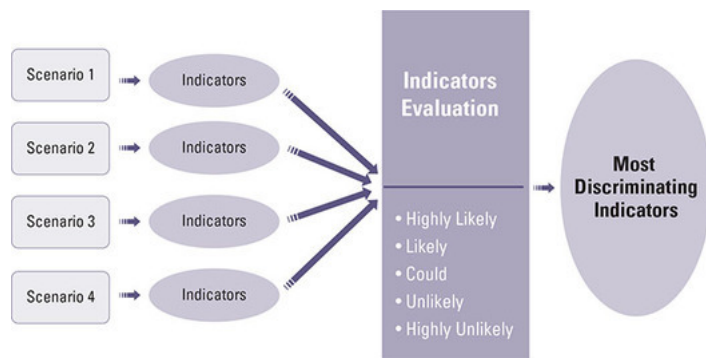 Scenario 1
Indicators
Scenario 2
Indicators
Scenario 3
Indicators
Scenario 4
Indicators
Indicators
Evaluation
• Highly Likely
• Likely
• Could
• Unlikely
• Highly Unlikely
Most
Discriminating
Indicators